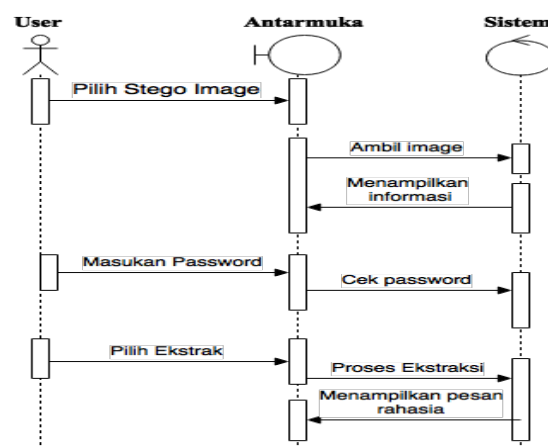 User Antarmuka Sistem
Pilih Stego Image
Ambil image
Menampilkan
informasi
Masukan Password
Cek password
Pilih Ekstrak
Proses Ekstraksi
Menampilkan pesan
rahasia